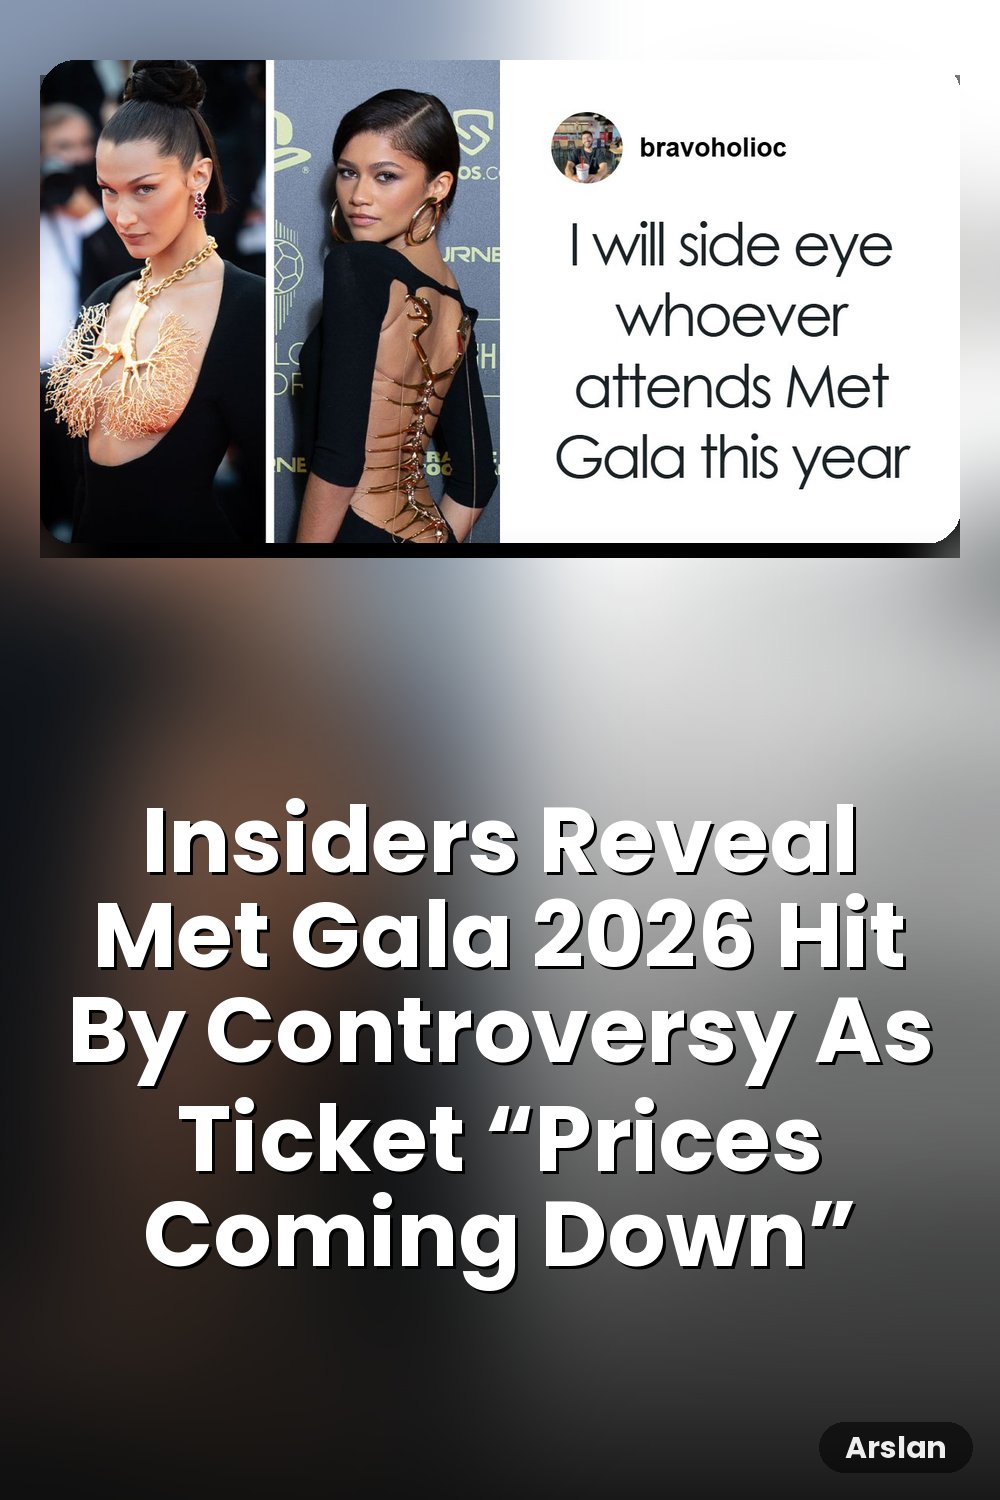 bravoholioc
I will side eye
whoever
attends Met
Gala this year
Insiders Reveal
Met Gala 2026 Hit
By Controversy As
Ticket “Prices
Coming Down”
Arslan